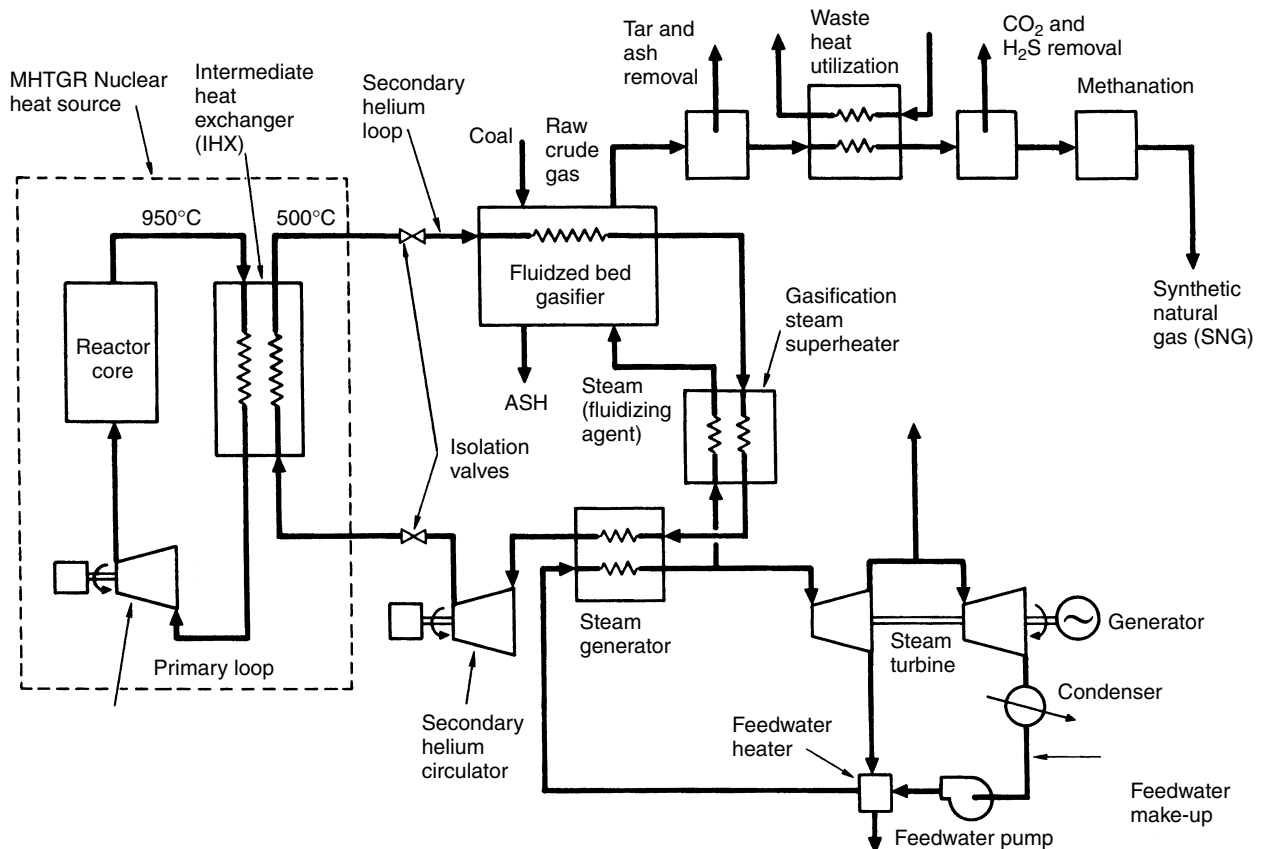 MHTGR Nuclear
heat source
Intermediate
heat
exchanger
(IHX)
Secondary
helium
loop
Coal
Raw
crude
gas
Tar and
ash
removal
Waste
heat
utilization
CO₂ and
H₂S removal
Methanation
950°C
500°C
Reactor
core
Fluidzed bed
gasifier
Gasification
steam
superheater
Synthetic
natural
gas (SNG)
ASH
Steam
(fluidizing
agent)
Isolation
valves
Primary loop
Steam
generator
Secondary
helium
circulator
Steam
turbine
Generator
Condenser
Feedwater
heater
Feedwater pump
Feedwater
make-up